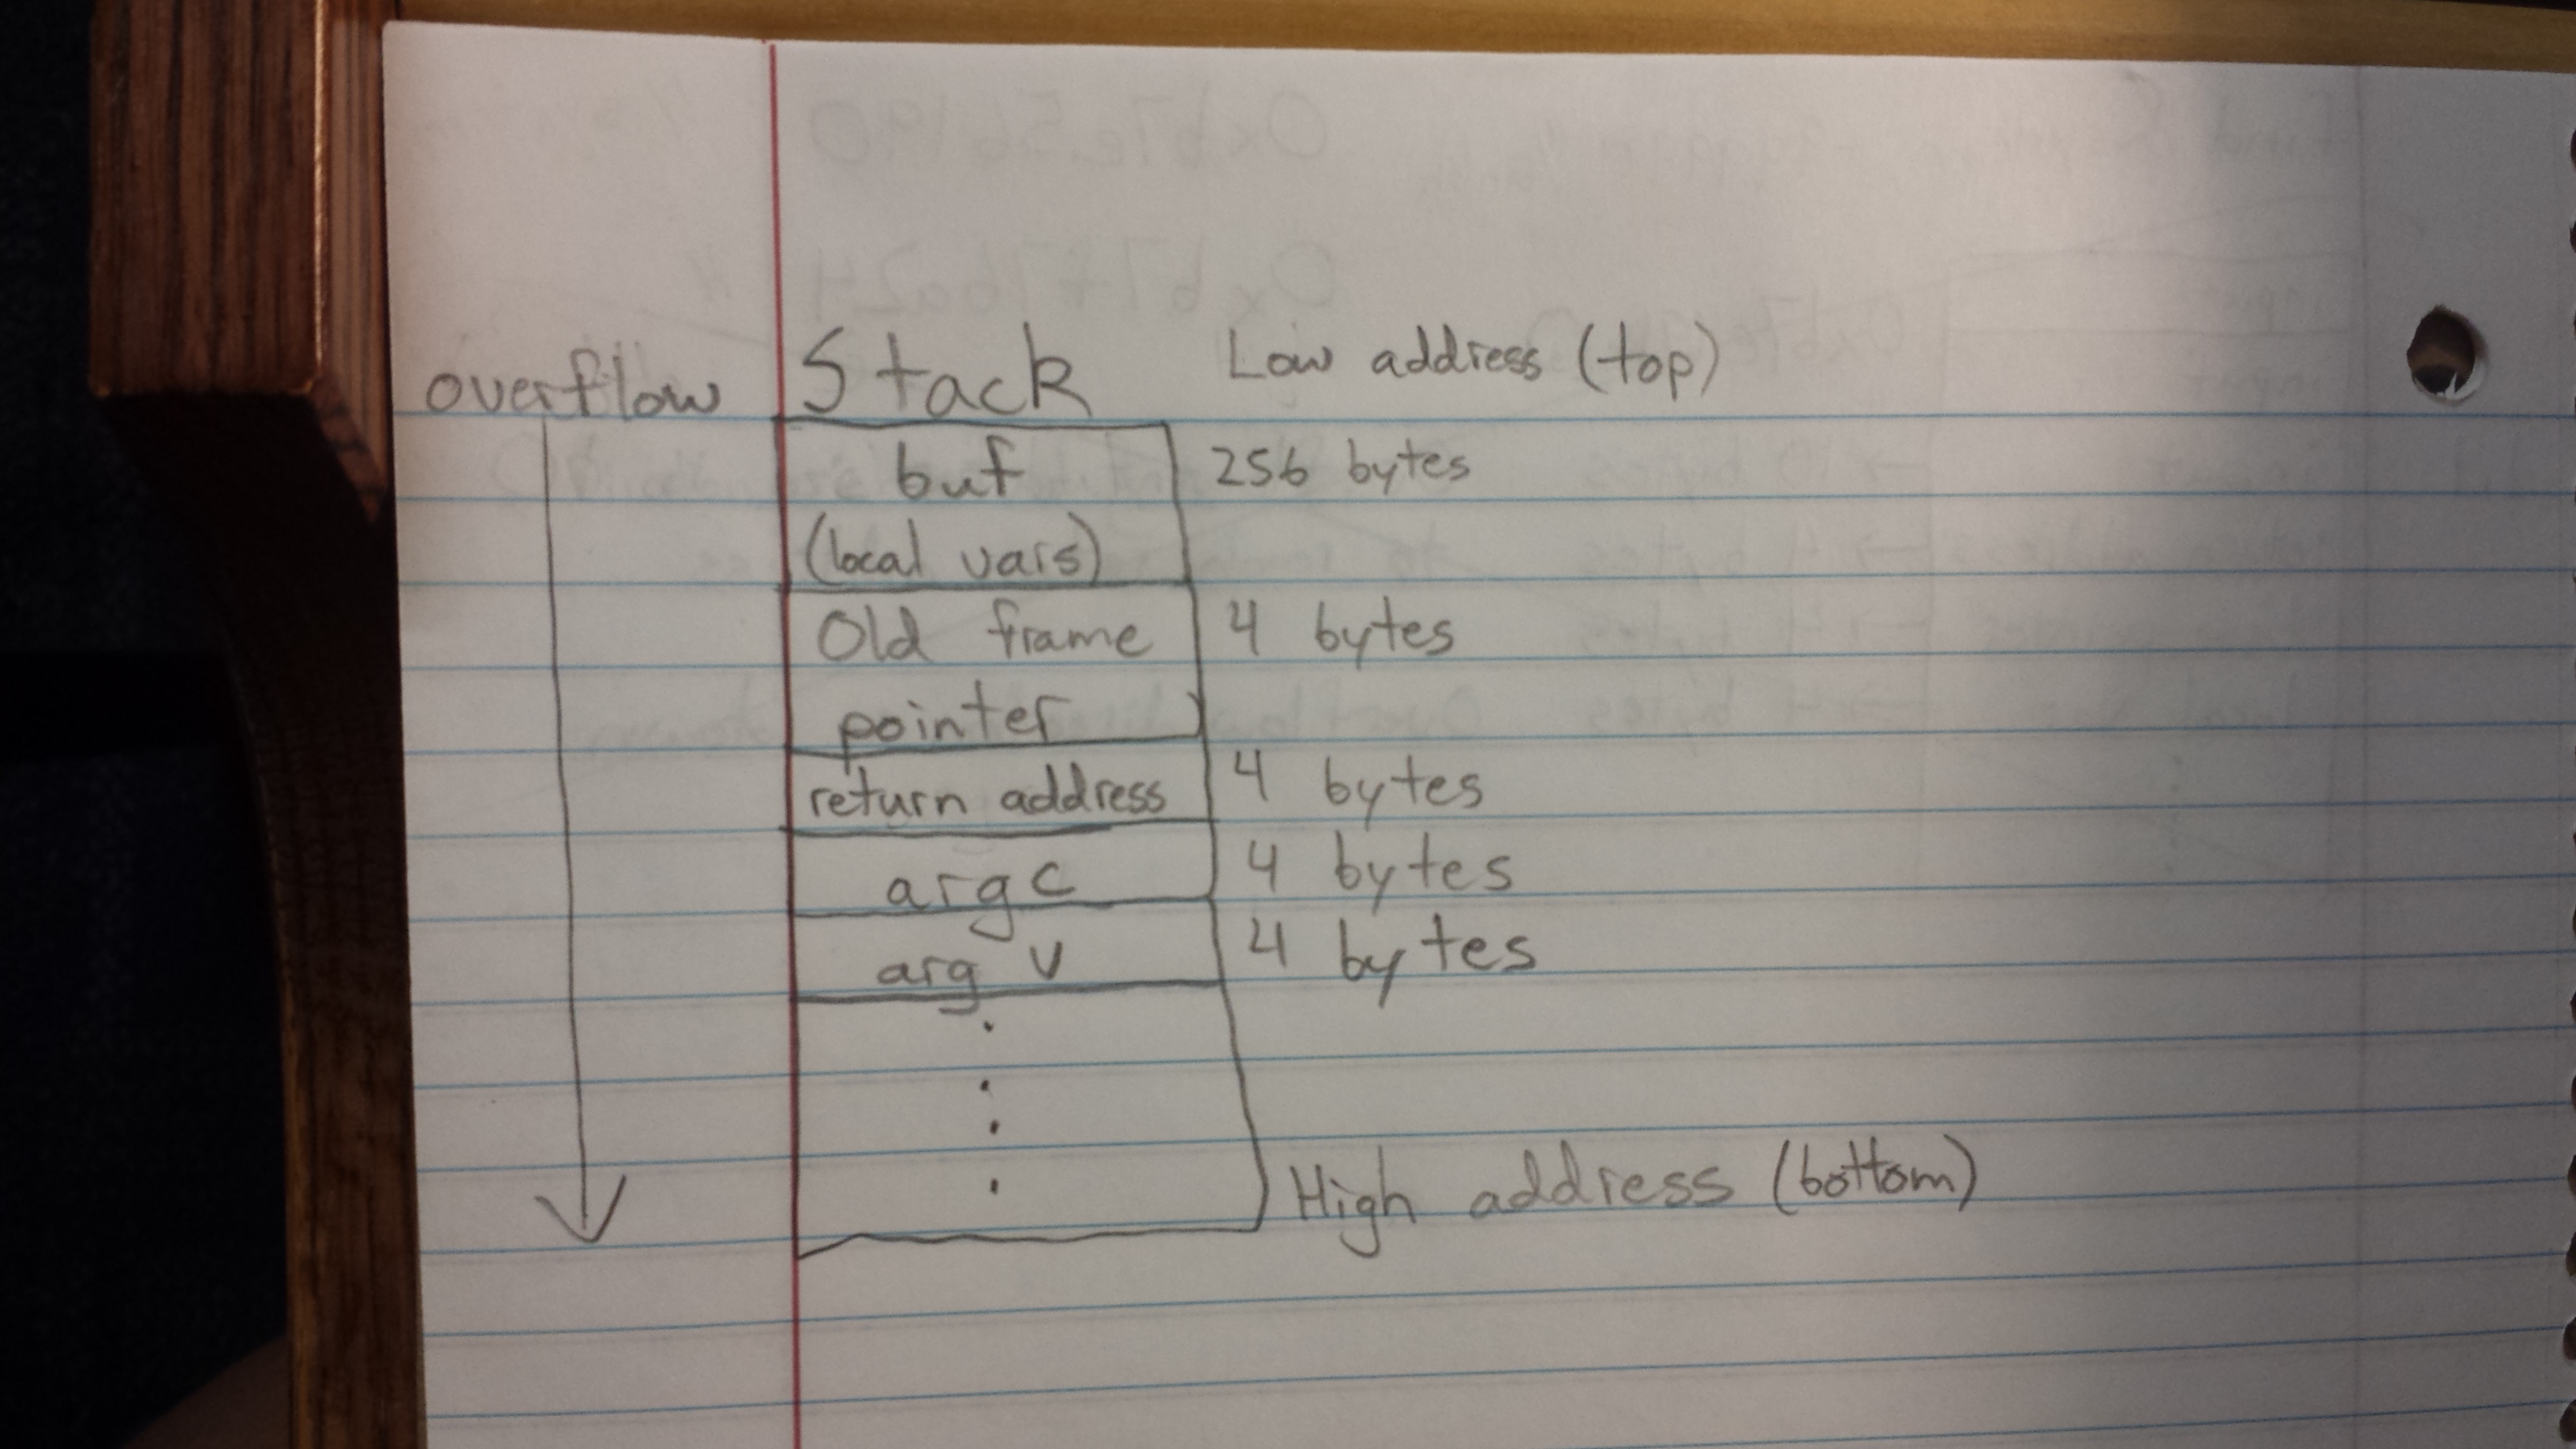 Overflow Stack Low address (top)
buf 256 bytes
(local vars)
Old frame 4 bytes
pointer
return address 4 bytes
argc 4 bytes
argv 4 bytes
High address (bottom)